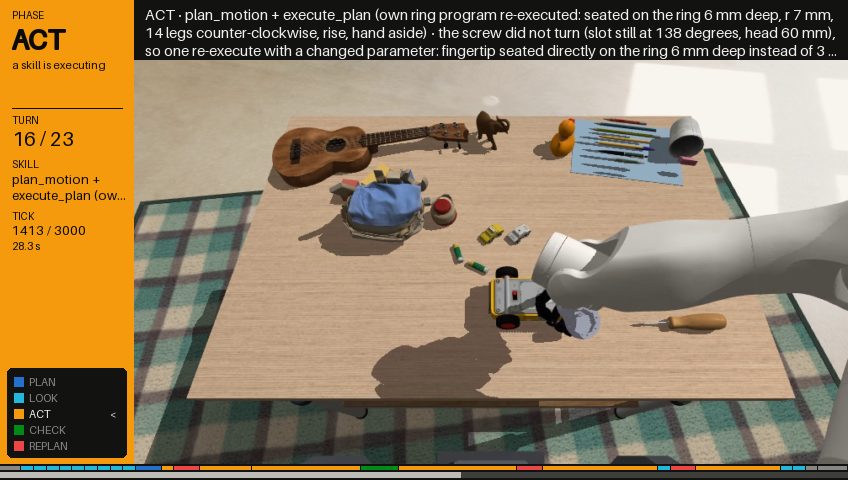 PHASE
ACT
a skill is executing
TURN
16 / 23
SKILL
plan_motion +
execute_plan (ow...
TICK
1413 / 3000
28.3 s
PLAN
LOOK
ACT <
CHECK
REPLAN
ACT · plan_motion + execute_plan (own ring program re-executed: seated on the ring 6 mm deep, r 7 mm,
14 legs counter-clockwise, rise, hand aside) · the screw did not turn (slot still at 138 degrees, head 60 mm),
so one re-execute with a changed parameter: fingertip seated directly on the ring 6 mm deep instead of 3 ...